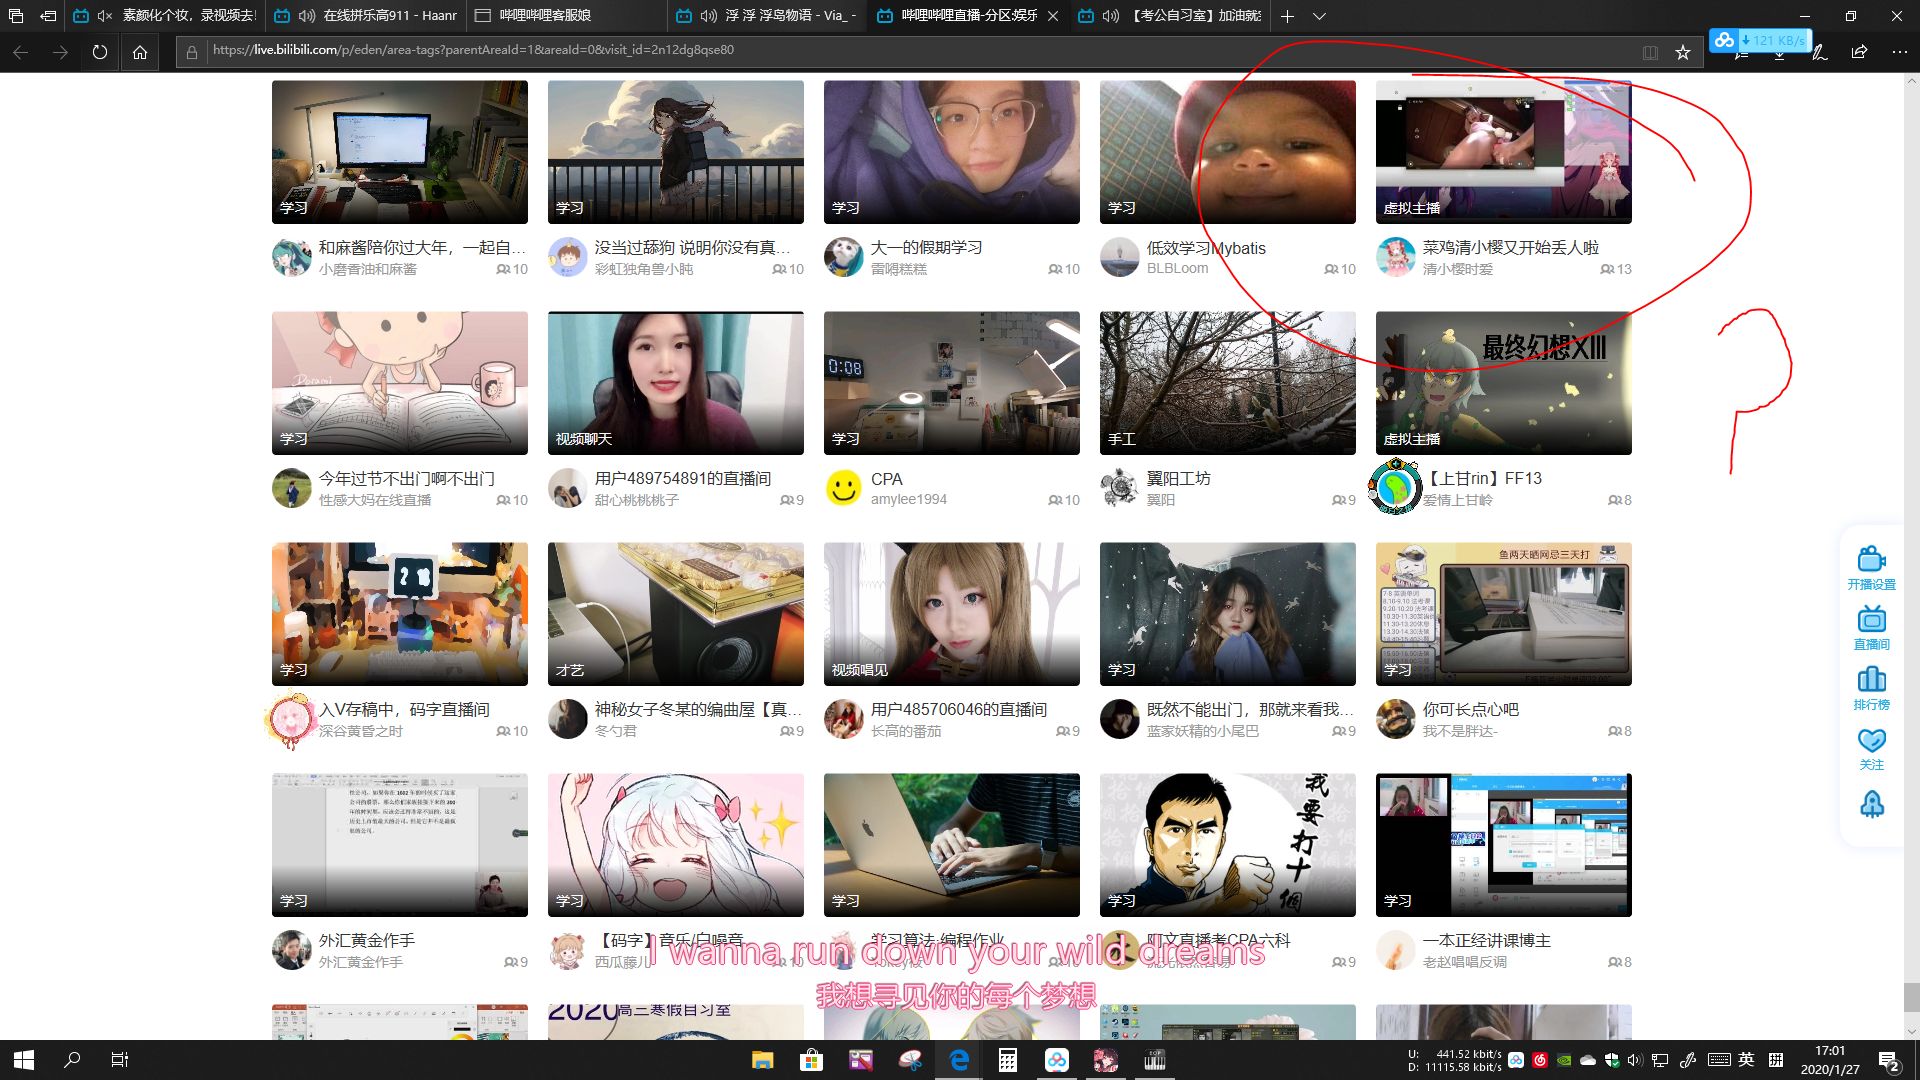 素颜化个妆，录视频去!
在线拼乐高911 - Haanr
哔哩哔哩客服娘
浮 浮 浮岛物语 - Via_ -
哔哩哔哩直播-分区:娱乐
【考公自习室】加油就
https://live.bilibili.com/p/eden/area-tags?parentAreaId=1&areaId=0&visit_id=2n12dg8qse80
121 KB/s
学习
学习
学习
学习
虚拟主播
和麻酱陪你过大年，一起自...
小磨香油和麻酱
10
没当过舔狗 说明你没有真...
彩虹独角兽小盹
10
大一的假期学习
雷嘚糕糕
10
低效学习Mybatis
BLBLoom
10
菜鸡清小樱又开始丢人啦
清小樱时爱
13
Dorami
学习
视频聊天
0:08
学习
手工
最终幻想XIII
虚拟主播
今年过节不出门啊不出门
性感大妈在线直播
10
用户489754891的直播间
甜心桃桃桃子
9
CPA
amylee1994
10
翼阳工坊
翼阳
9
【上甘rin】FF13
爱情上甘岭
8
学习
才艺
视频唱见
学习
鱼两天晒网忌三天打
学习
开播设置
直播间
排行榜
关注
入V存稿中，码字直播间
深谷黄昏之时
10
神秘女子冬某的编曲屋【真...
冬勺君
9
用户485706046的直播间
长高的番茄
9
既然不能出门，那就来看我...
蓝家妖精的小尾巴
9
你可长点心吧
我不是胖达-
8
学习
学习
学习
我要打十個
学习
学习
外汇黄金作手
外汇黄金作手
9
【码字】音乐/白噪音
西瓜藤儿
10
学习算法 编程作业
阿文直播考CPA六科
9
一本正经讲课博主
老赵唱唱反调
8
I wanna run down your wild dreams
我想寻见你的每个梦想
2020高三寒假自习室
U: 441.52 kbit/s
D: 11115.58 kbit/s
英
17:01
2020/1/27
2